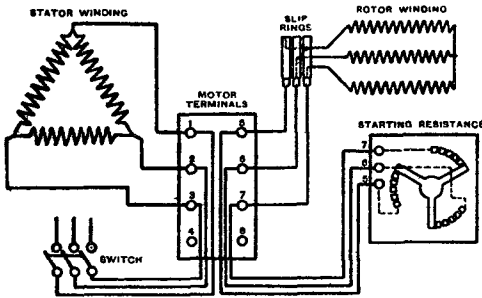 STATOR WINDING
SLIP
RINGS
ROTOR WINDING
MOTOR
TERMINALS
1
2
3
4
5
6
7
8
STARTING RESISTANCE
7
6
5
SWITCH